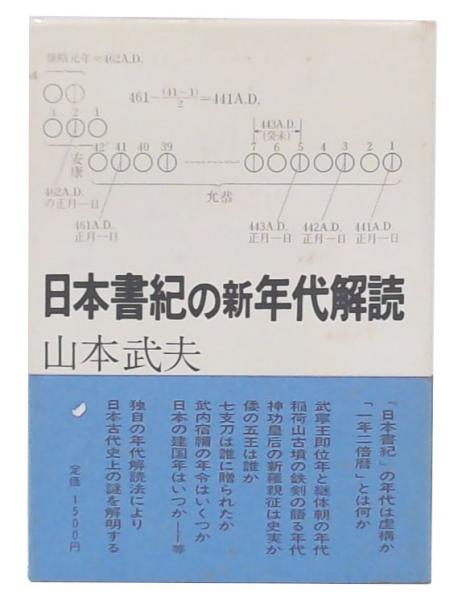 雄略元年=462A.D.
461-(41-1)/2=441A.D.
3 2 1
安康
42 41 40 39
443A.D.
(癸未)
7 6 5 4 3 2 1
462A.D.
の正月一日
461A.D.
正月一日
允恭
443A.D.
正月一日
442A.D.
正月一日
441A.D.
正月一日
日本書紀の新年代解読
山本武夫
『日本書紀』の年代は虚構か
「一年二倍暦」とは何か
武寧王即位年と継体朝の年代
稲荷山古墳の鉄剣の語る年代
神功皇后の新羅親征は史実か
倭の五王は誰か
七支刀は誰に贈られたか
武内宿禰の年令はいくつか
日本の建国年はいつか──等
独自の年代解読法により
日本古代史上の謎を解明する
定価 1500円